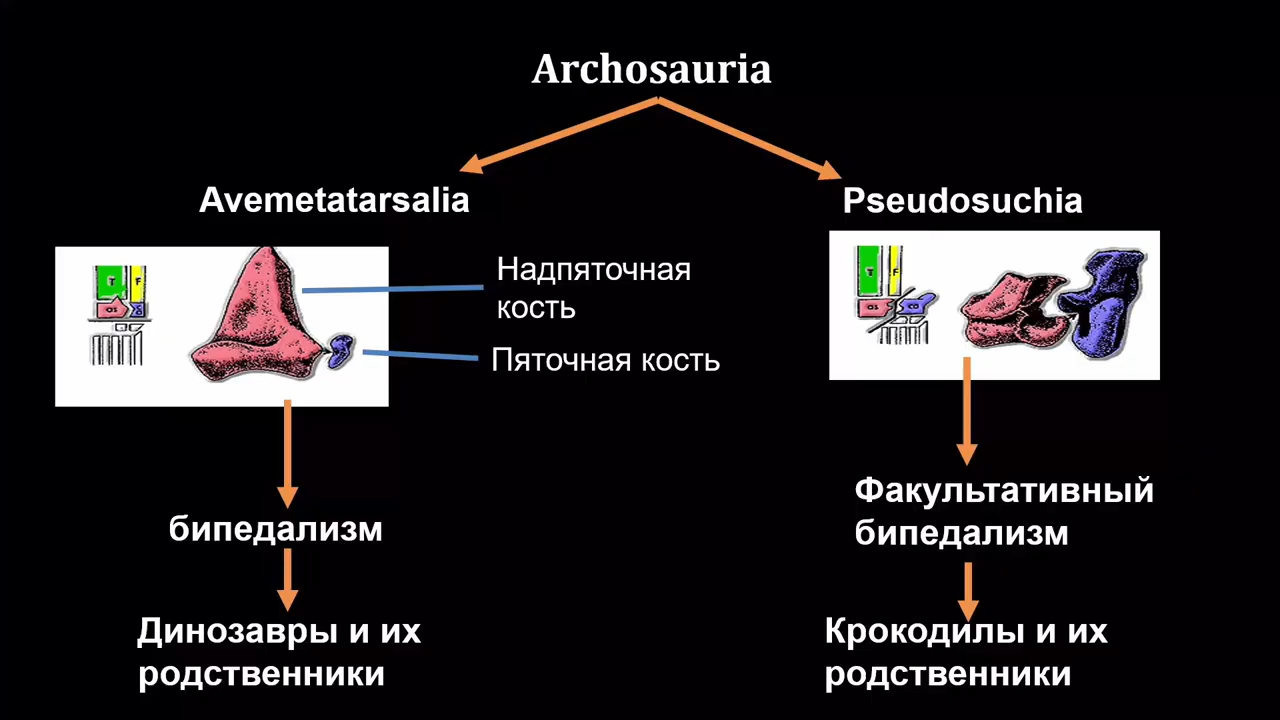 Archosauria
Avemetatarsalia
Pseudosuchia
T F
Надпяточная
кость
Пяточная кость
T F
бипедализм
Факультативный
бипедализм
Динозавры и их
родственники
Крокодилы и их
родственники